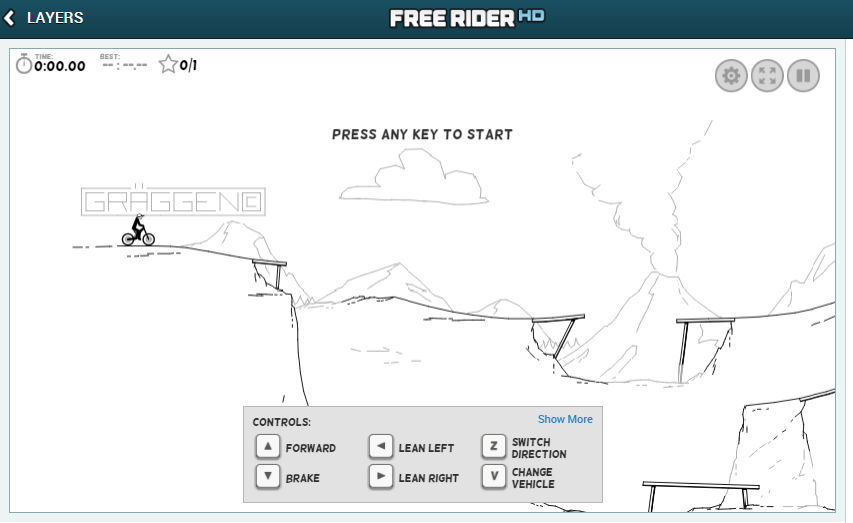 LAYERS
FREE RIDER HD
TIME:
0:00.00
BEST:
-- : --.--
0/1
PRESS ANY KEY TO START
GRÄGGEN©
CONTROLS:
Show More
FORWARD
LEAN LEFT
Z
SWITCH
DIRECTION
BRAKE
LEAN RIGHT
V
CHANGE
VEHICLE